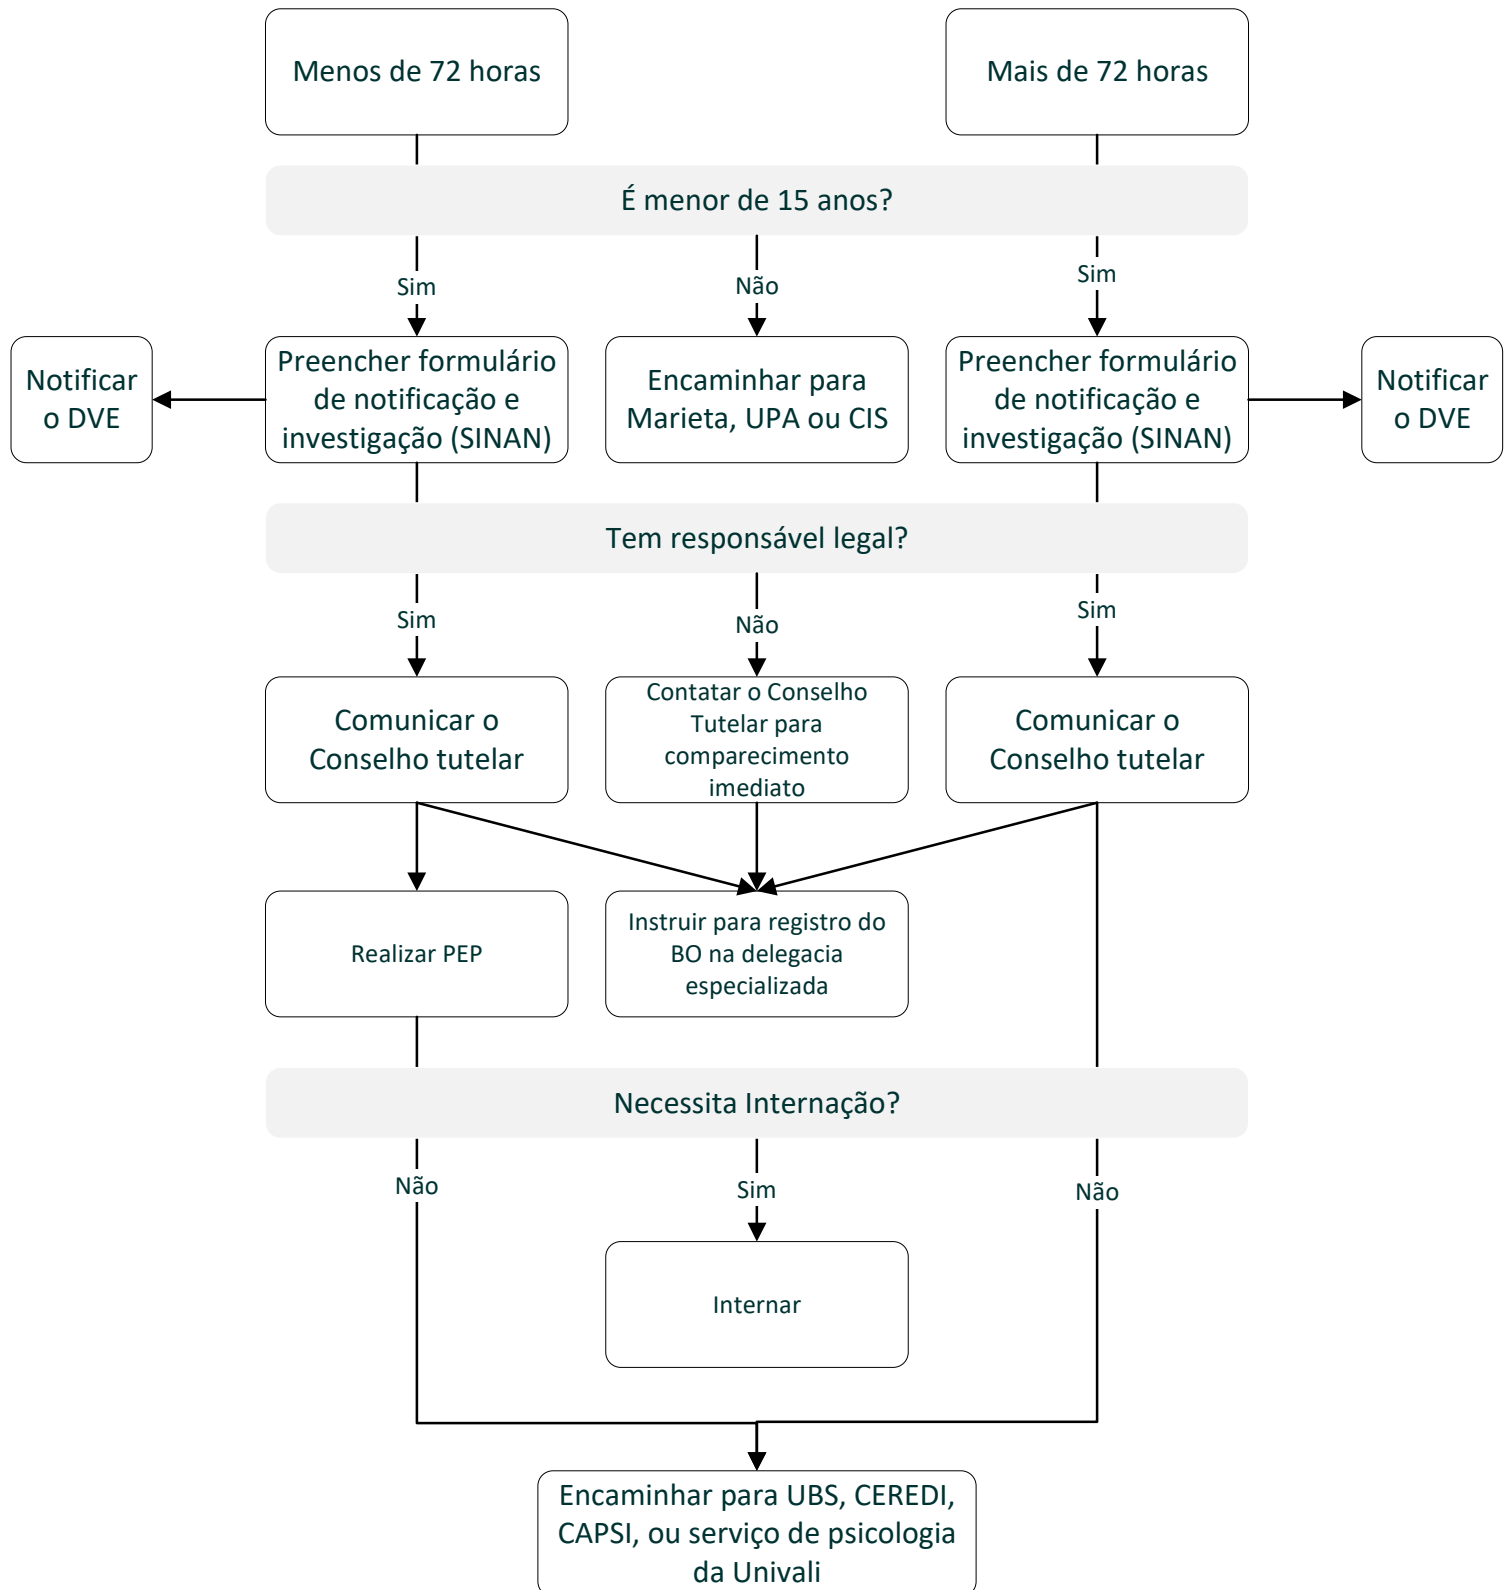 Menos de 72 horas
Mais de 72 horas
É menor de 15 anos?
Sim
Não
Sim
Notificar
o DVE
Preencher formulário
de notificação e
investigação (SINAN)
Encaminhar para
Marieta, UPA ou CIS
Preencher formulário
de notificação e
investigação (SINAN)
Notificar
o DVE
Tem responsável legal?
Sim
Não
Sim
Comunicar o
Conselho tutelar
Contatar o Conselho
Tutelar para
comparecimento
imediato
Comunicar o
Conselho tutelar
Realizar PEP
Instruir para registro do
BO na delegacia
especializada
Necessita Internação?
Não
Sim
Não
Internar
Encaminhar para UBS, CEREDI,
CAPSI, ou serviço de psicologia
da Univali